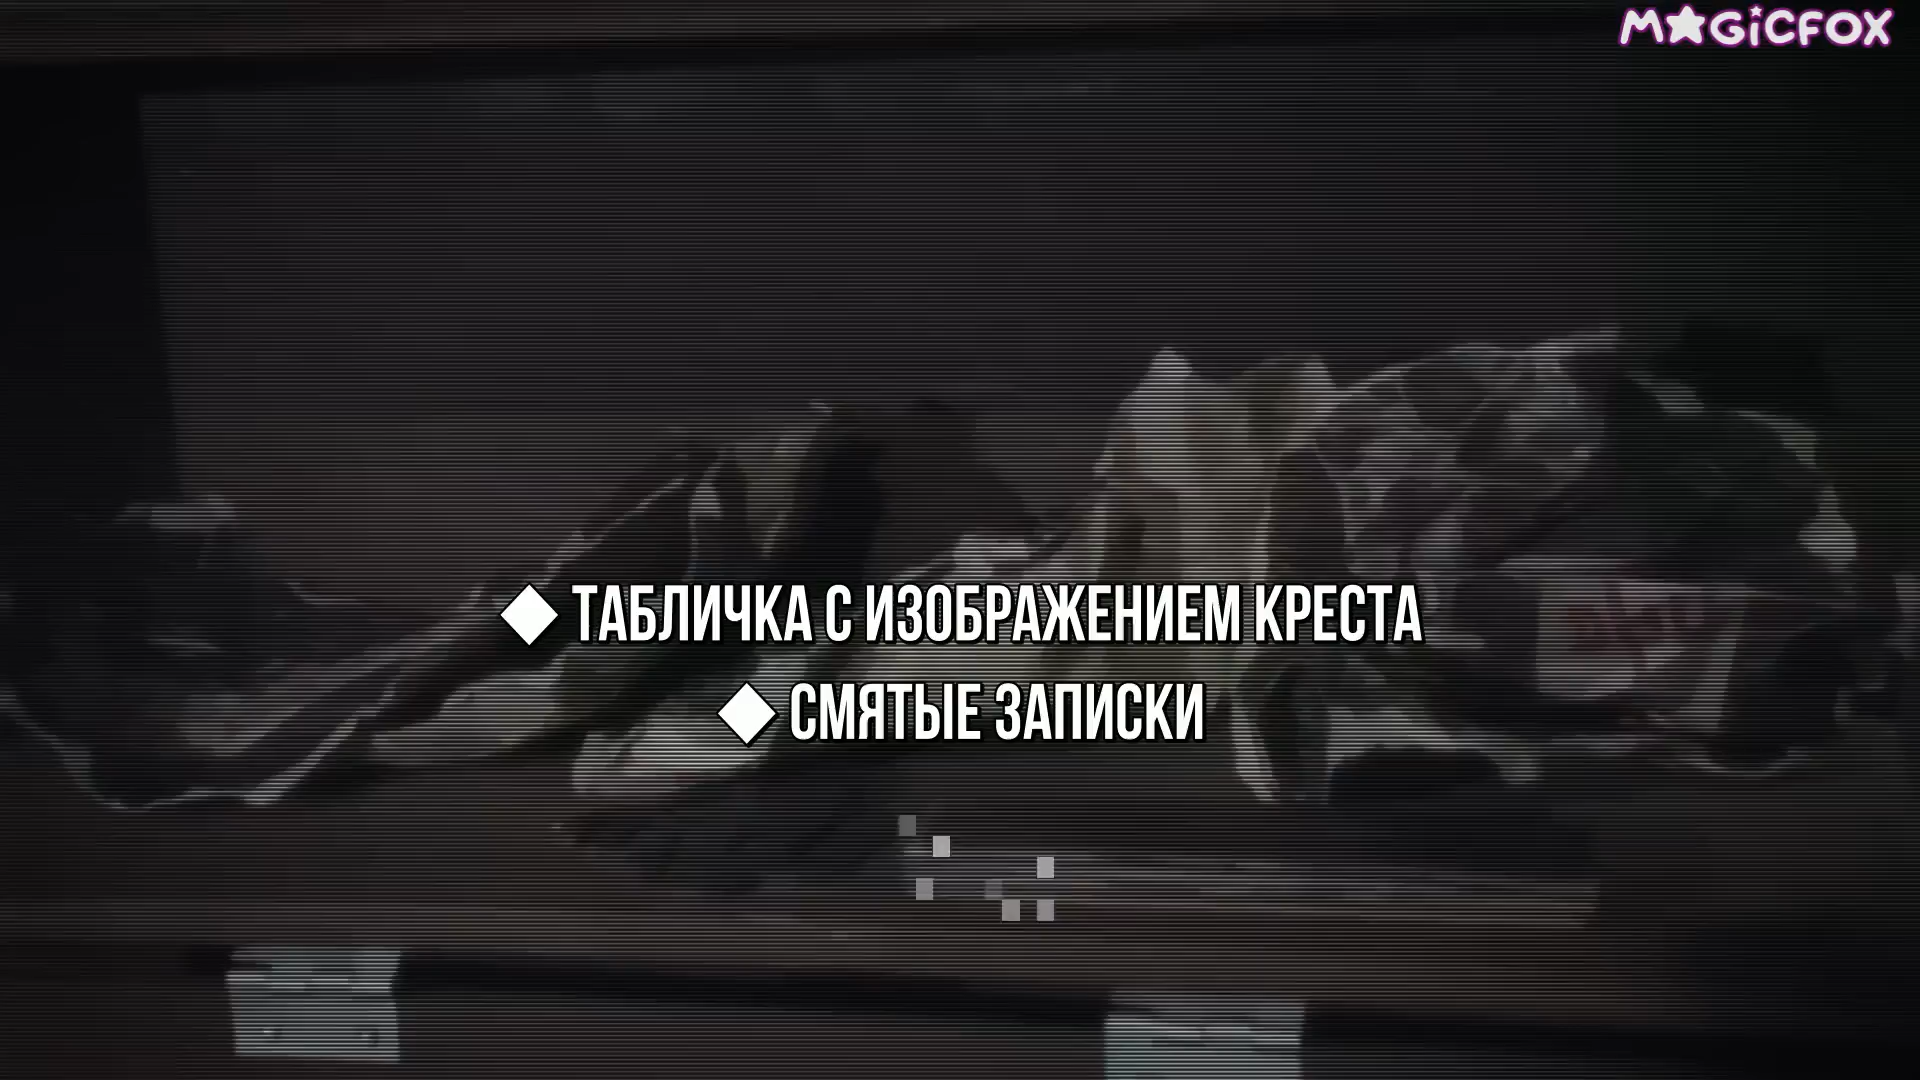 MAGICFOX
◆ ТАБЛИЧКА С ИЗОБРАЖЕНИЕМ КРЕСТА
◆ СМЯТЫЕ ЗАПИСКИ